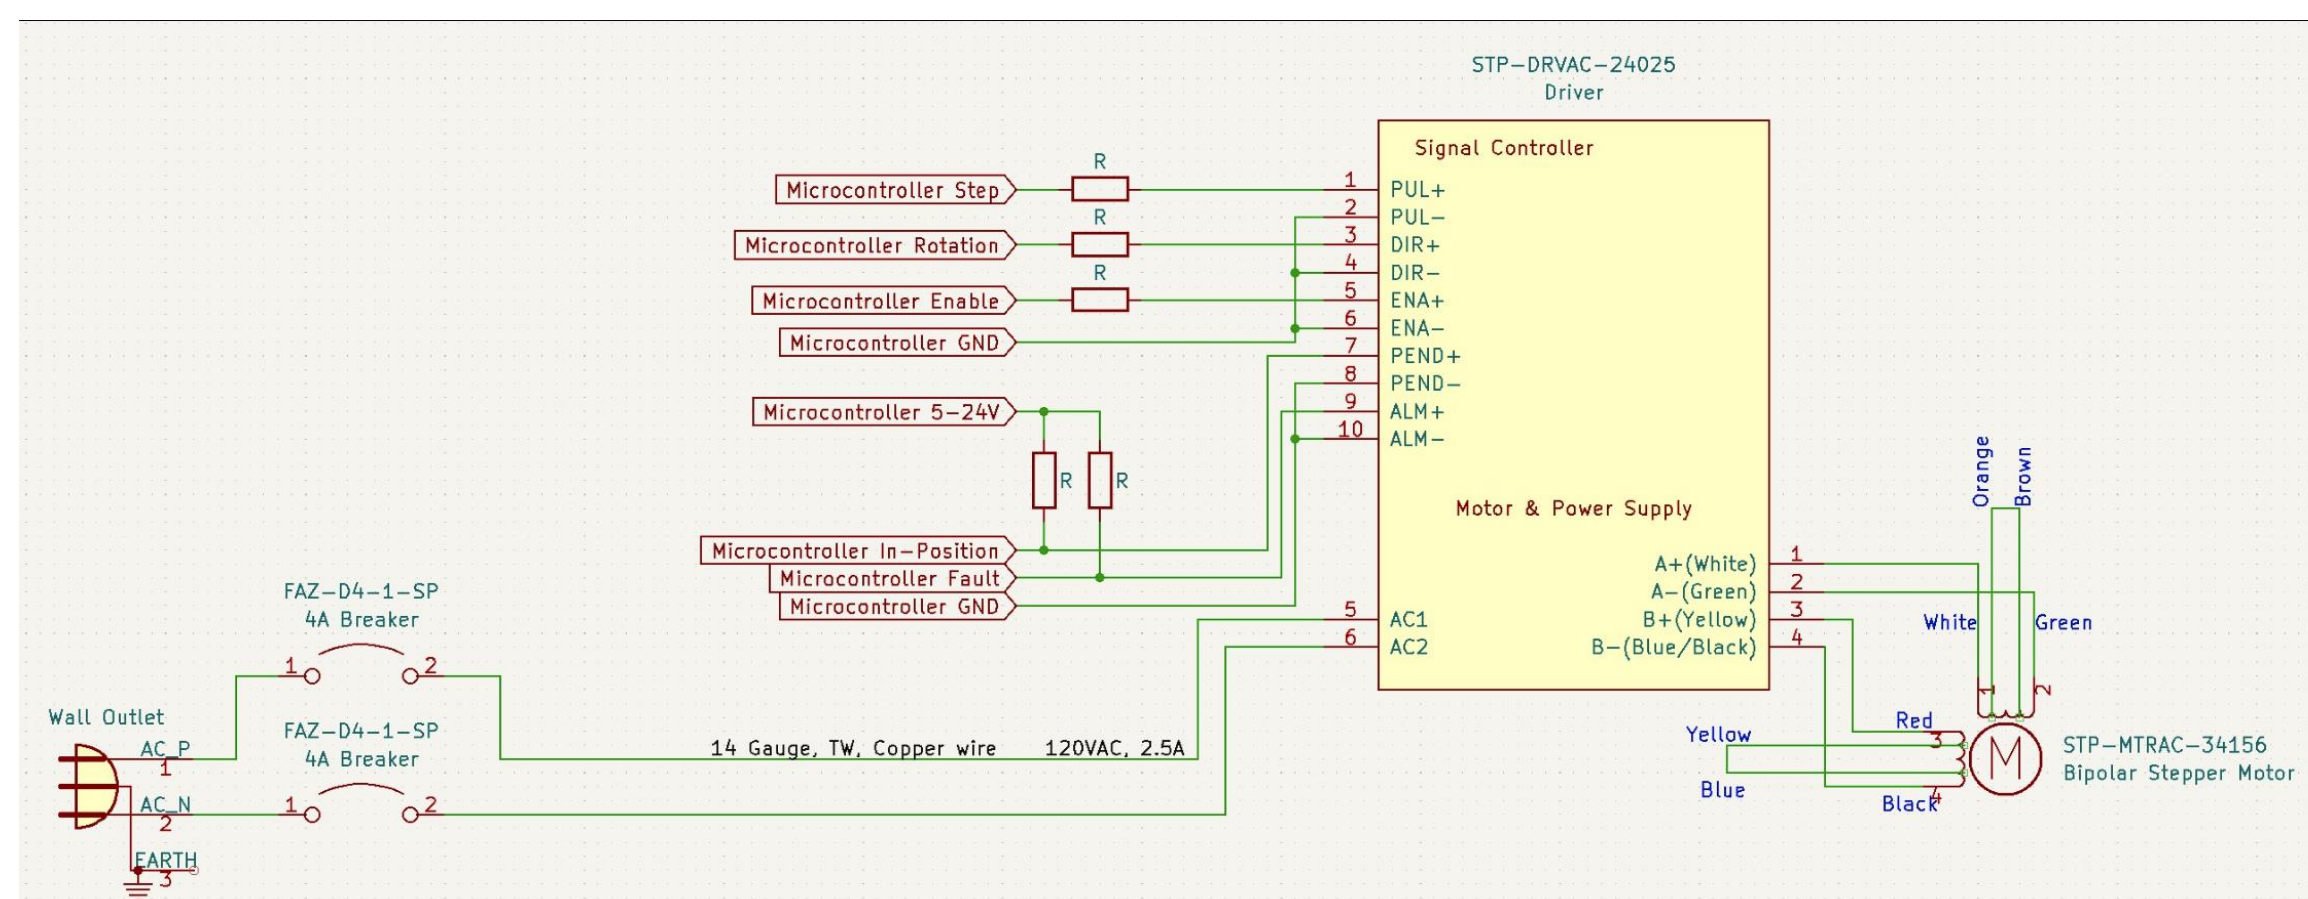 STP-DRVAC-24025
Driver
Signal Controller
R
Microcontroller Step
1
PUL+
2
PUL-
R
Microcontroller Rotation
3
DIR+
4
DIR-
R
Microcontroller Enable
5
ENA+
6
ENA-
Microcontroller GND
7
PEND+
8
PEND-
Microcontroller 5-24V
9
ALM+
10
ALM-
R
R
Motor & Power Supply
Microcontroller In-Position
Microcontroller Fault
Microcontroller GND
5
AC1
6
AC2
A+(White)
1
A-(Green)
2
B+(Yellow)
3
B-(Blue/Black)
4
Orange
Brown
White
Green
1
2
Red
3
Yellow
Blue
Black
4
M
STP-MTRAC-34156
Bipolar Stepper Motor
FAZ-D4-1-SP
4A Breaker
1
2
Wall Outlet
FAZ-D4-1-SP
4A Breaker
1
2
AC_P
1
AC_N
2
EARTH
3
14 Gauge, TW, Copper wire
120VAC, 2.5A